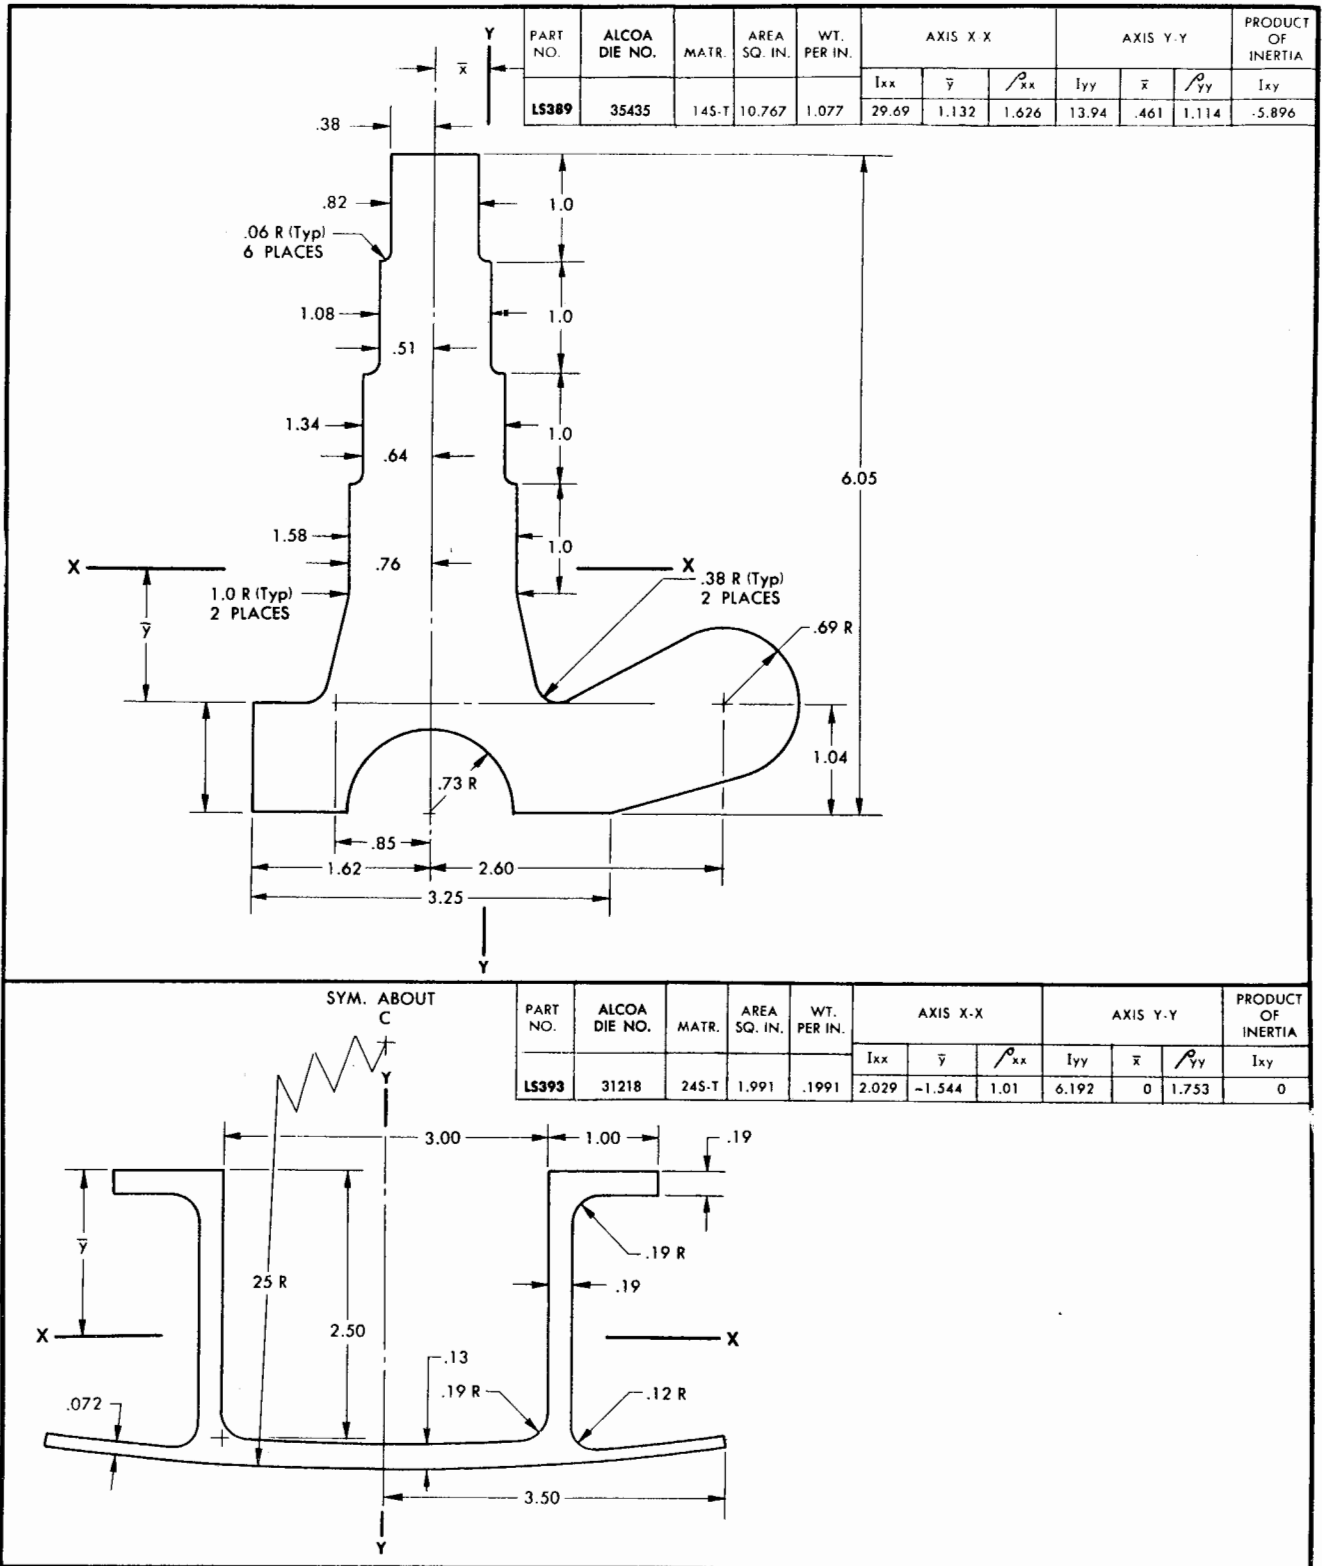 PART NO. ALCOA DIE NO. MATR. AREA SQ. IN. WT. PER IN. AXIS X X AXIS Y-Y PRODUCT OF INERTIA
Ixx ȳ ρxx Iyy x̄ ρyy Ixy
LS389 35435 14S-T 10.767 1.077 29.69 1.132 1.626 13.94 .461 1.114 -5.896
Y
x̄
.38
.82
1.0
.06 R (Typ)
6 PLACES
1.08
1.0
.51
1.34
1.0
.64
6.05
1.58
1.0
.76
X
X
1.0 R (Typ)
2 PLACES
.38 R (Typ)
2 PLACES
ȳ
.69 R
1.04
.73 R
.85
1.62
2.60
3.25
Y
SYM. ABOUT
C
PART NO. ALCOA DIE NO. MATR. AREA SQ. IN. WT. PER IN. AXIS X-X AXIS Y-Y PRODUCT OF INERTIA
Ixx ȳ ρxx Iyy x̄ ρyy Ixy
LS393 31218 24S-T 1.991 .1991 2.029 -1.544 1.01 6.192 0 1.753 0
Y
3.00
1.00
.19
ȳ
.19 R
25 R
.19
2.50
X
X
.13
.19 R
.12 R
.072
3.50
Y